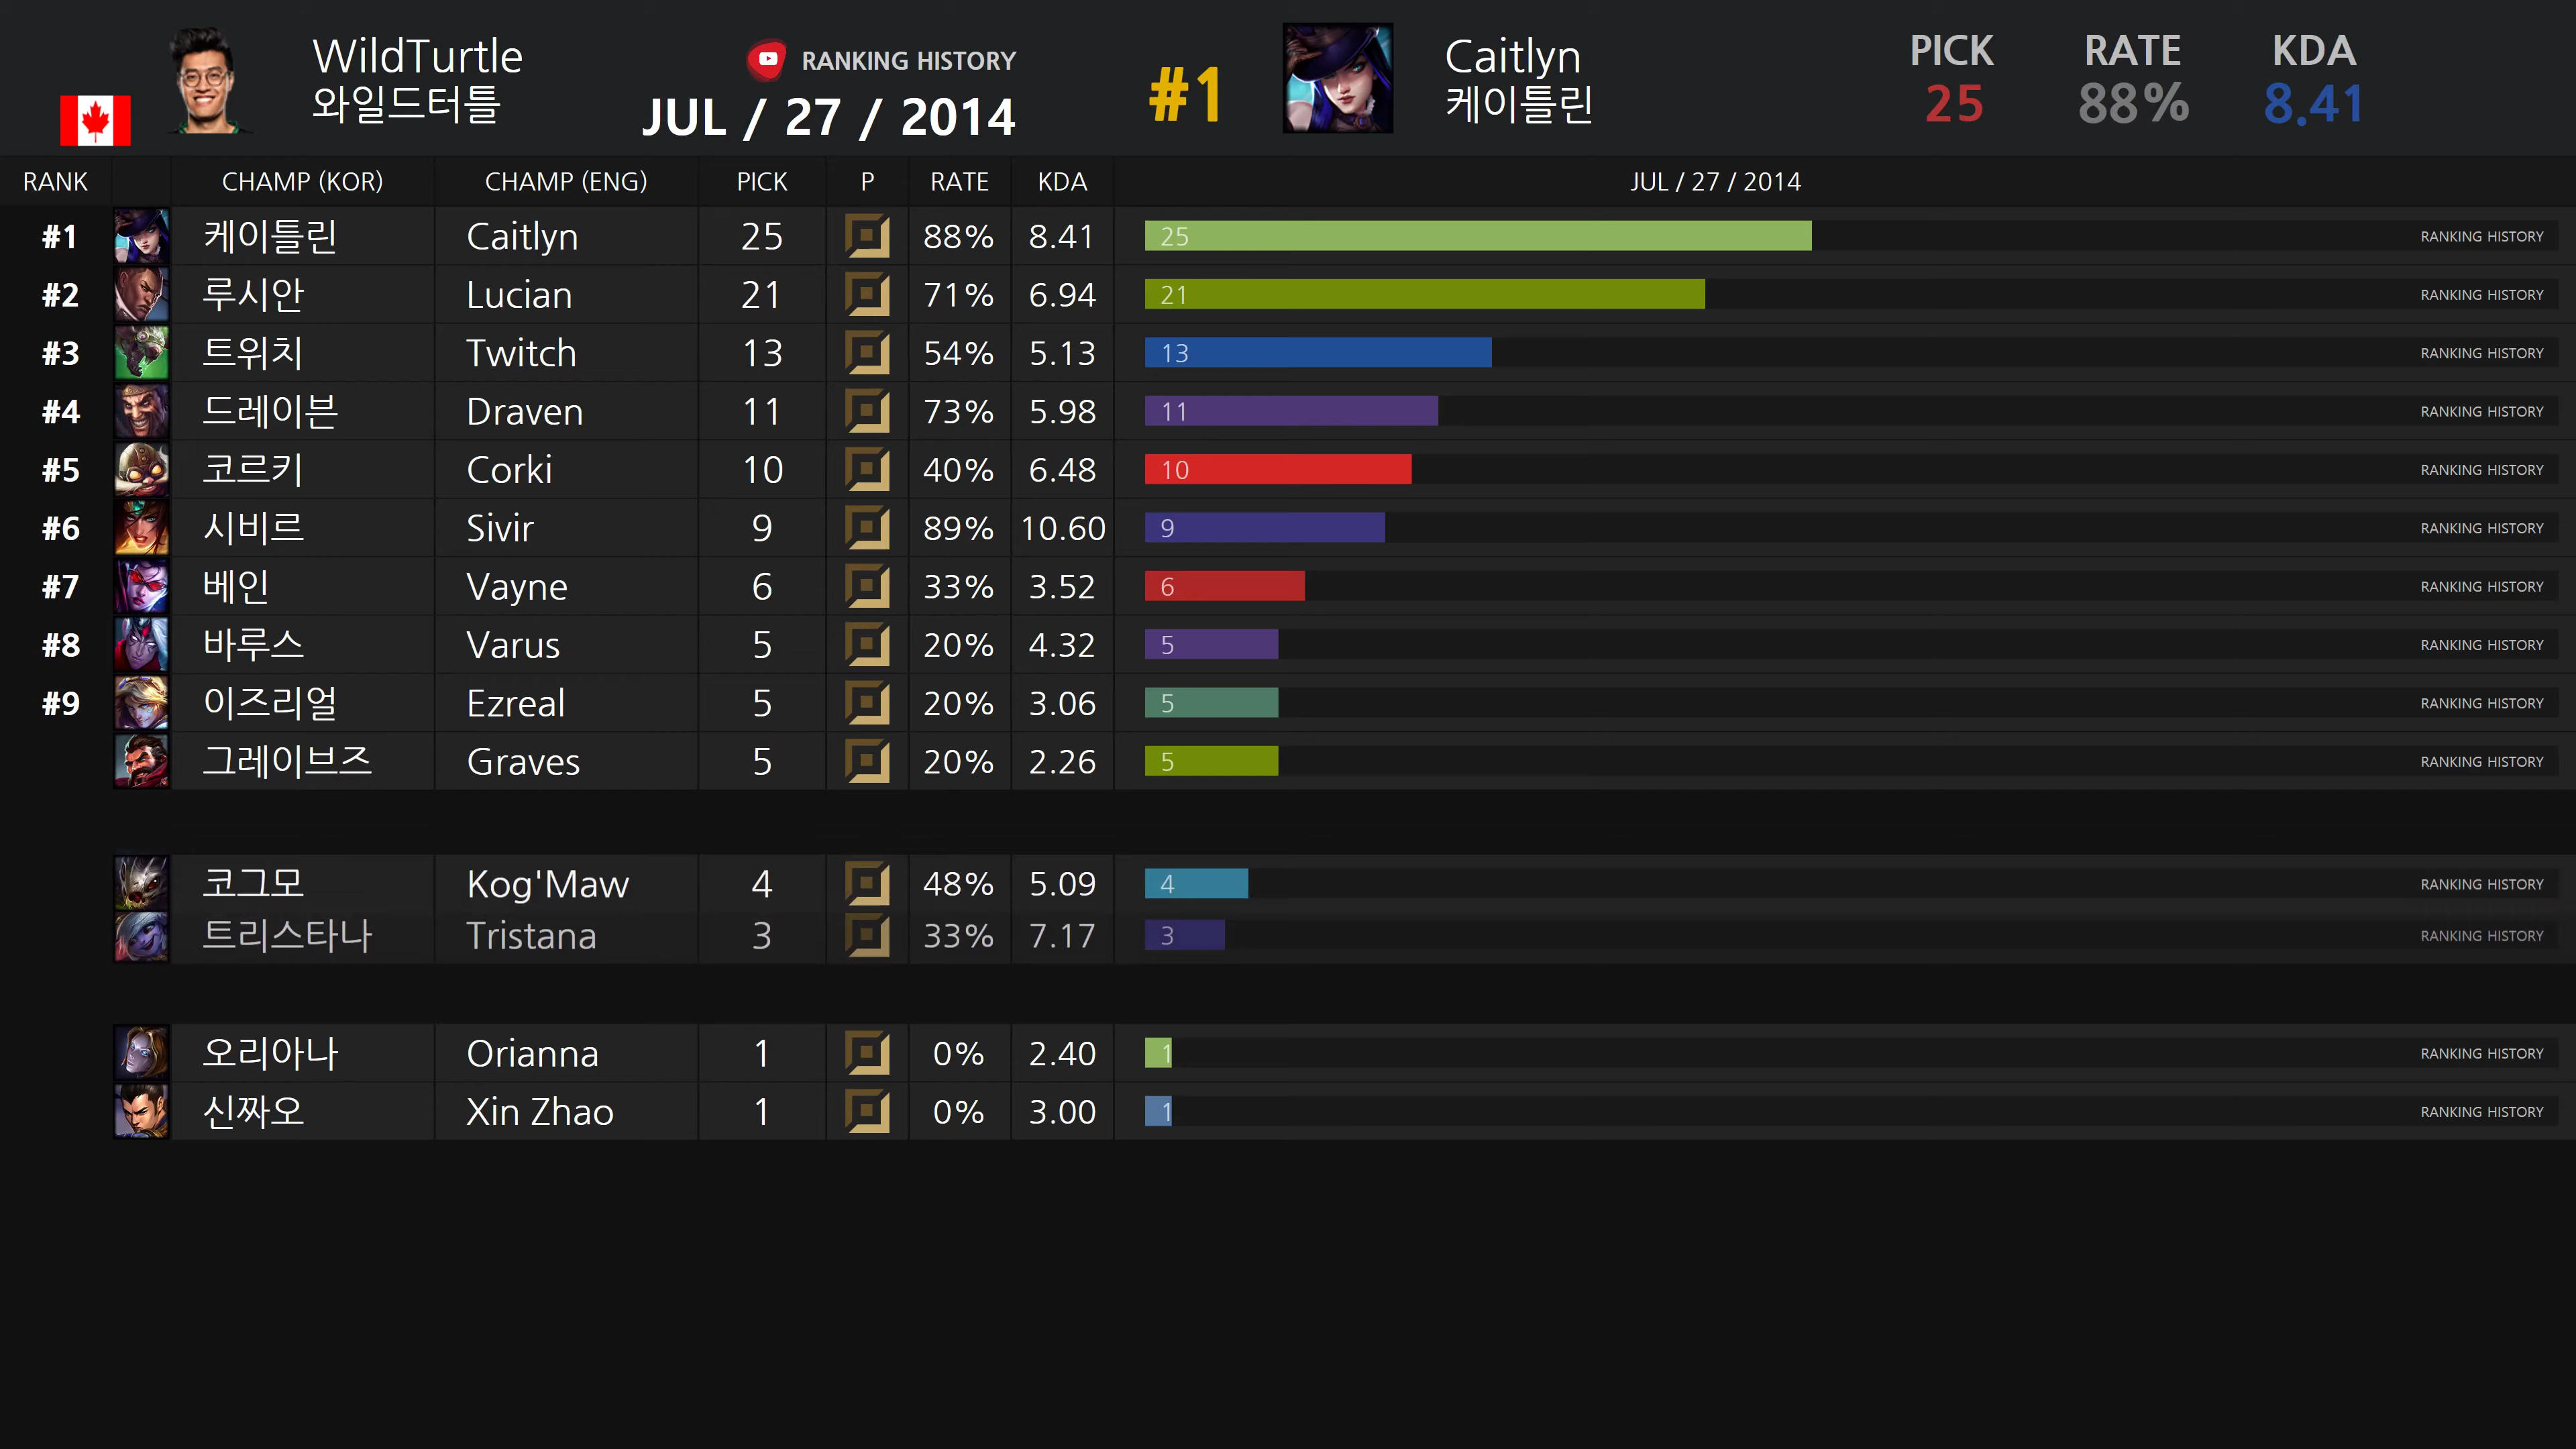 WildTurtle
와일드터틀
RANKING HISTORY
JUL / 27 / 2014
#1
Caitlyn
케이틀린
PICK RATE KDA
25 88% 8.41
RANK CHAMP (KOR) CHAMP (ENG) PICK P RATE KDA JUL / 27 / 2014
#1 케이틀린 Caitlyn 25 88% 8.41 25 RANKING HISTORY
#2 루시안 Lucian 21 71% 6.94 21 RANKING HISTORY
#3 트위치 Twitch 13 54% 5.13 13 RANKING HISTORY
#4 드레이븐 Draven 11 73% 5.98 11 RANKING HISTORY
#5 코르키 Corki 10 40% 6.48 10 RANKING HISTORY
#6 시비르 Sivir 9 89% 10.60 9 RANKING HISTORY
#7 베인 Vayne 6 33% 3.52 6 RANKING HISTORY
#8 바루스 Varus 5 20% 4.32 5 RANKING HISTORY
#9 이즈리얼 Ezreal 5 20% 3.06 5 RANKING HISTORY
그레이브즈 Graves 5 20% 2.26 5 RANKING HISTORY
코그모 Kog'Maw 4 48% 5.09 4 RANKING HISTORY
트리스타나 Tristana 3 33% 7.17 3 RANKING HISTORY
오리아나 Orianna 1 0% 2.40 1 RANKING HISTORY
신짜오 Xin Zhao 1 0% 3.00 1 RANKING HISTORY